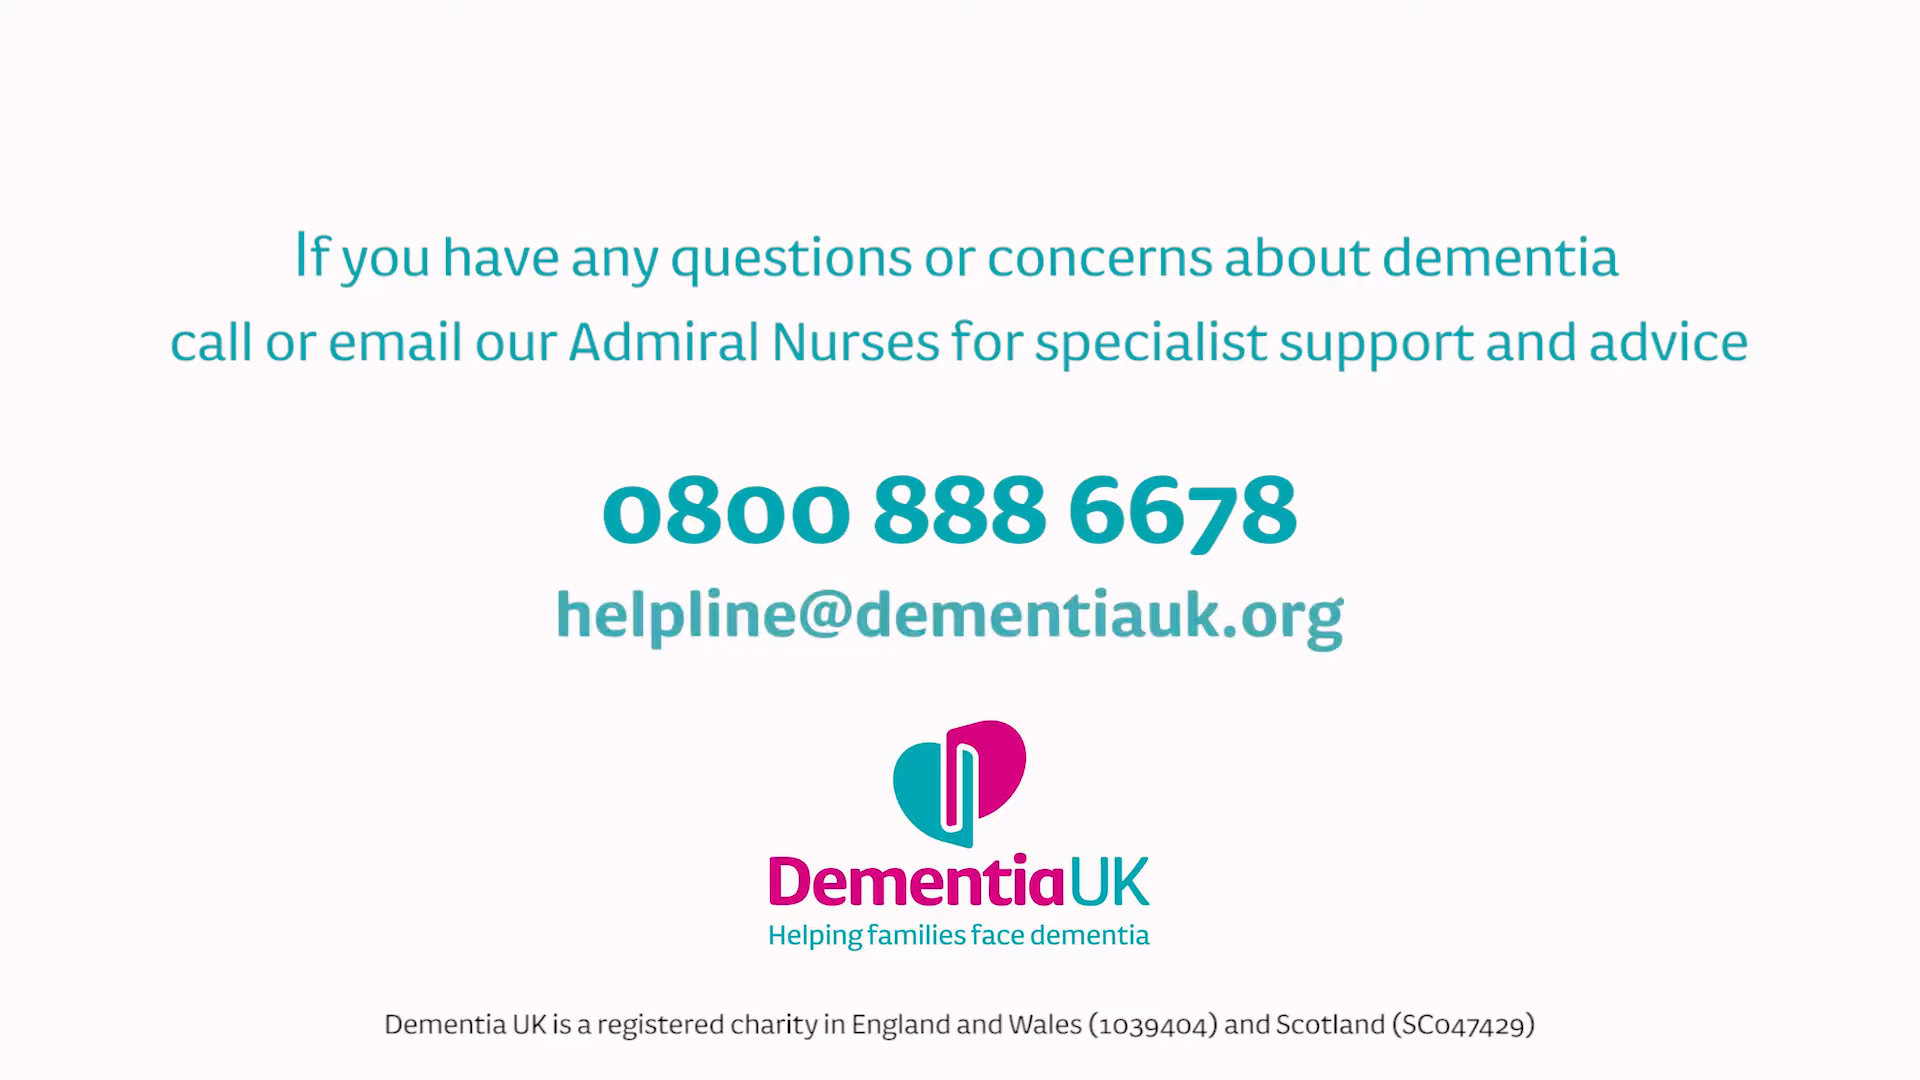 If you have any questions or concerns about dementia
call or email our Admiral Nurses for specialist support and advice
0800 888 6678
helpline@dementiauk.org
DementiaUK
Helping families face dementia
Dementia UK is a registered charity in England and Wales (1039404) and Scotland (SC047429)